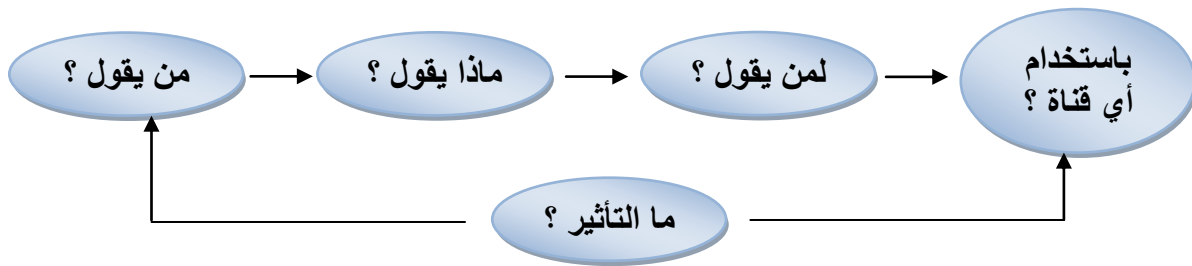 من يقول ؟
ماذا يقول ؟
لمن يقول ؟
باستخدام
أي قناة ؟
ما التأثير ؟